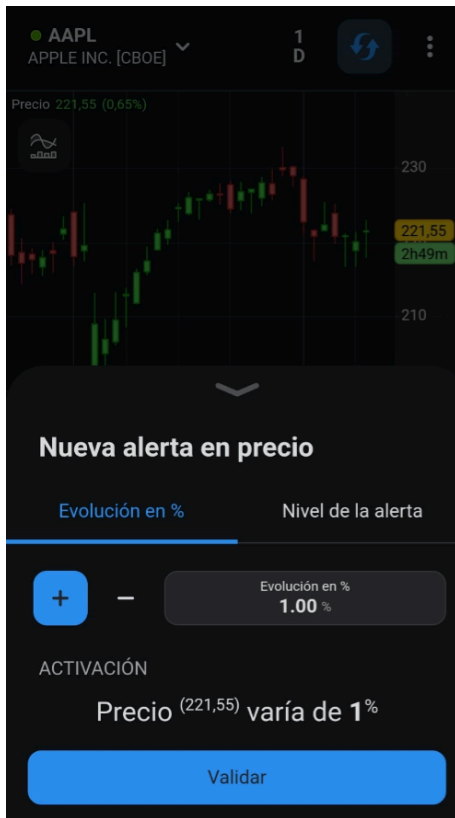 AAPL
APPLE INC. [CBOE]
1
D
Precio 221,55 (0,65%)
230
221,55
2h49m
210
Nueva alerta en precio
Evolución en %
Nivel de la alerta
+
−
Evolución en %
1.00 %
ACTIVACIÓN
Precio (221,55) varía de 1%
Validar